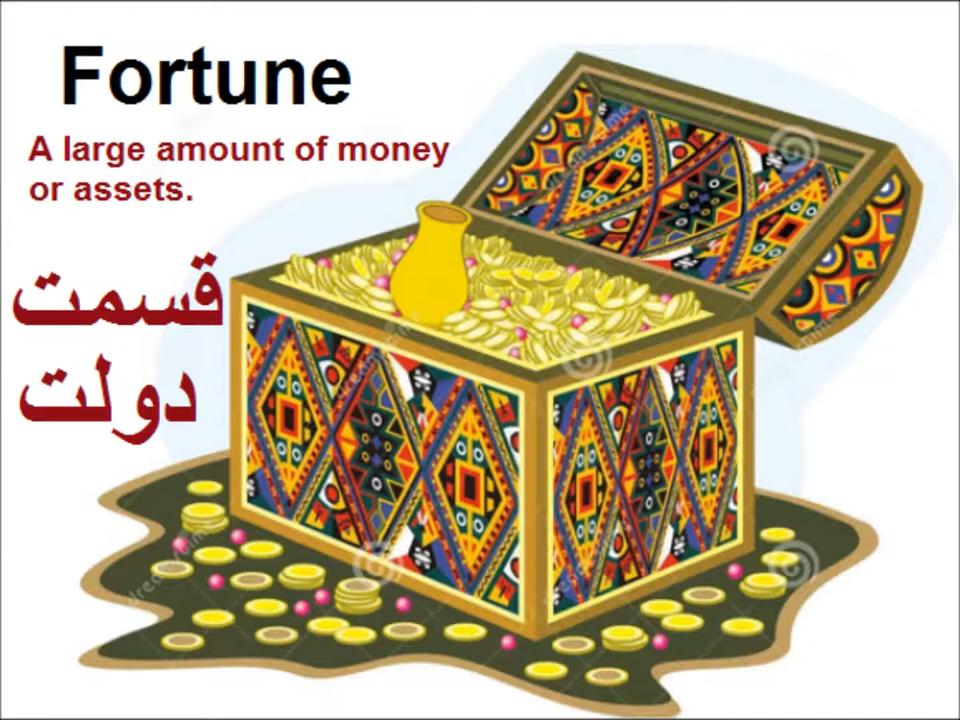 Fortune
A large amount of money
or assets.
قسمت
دولت